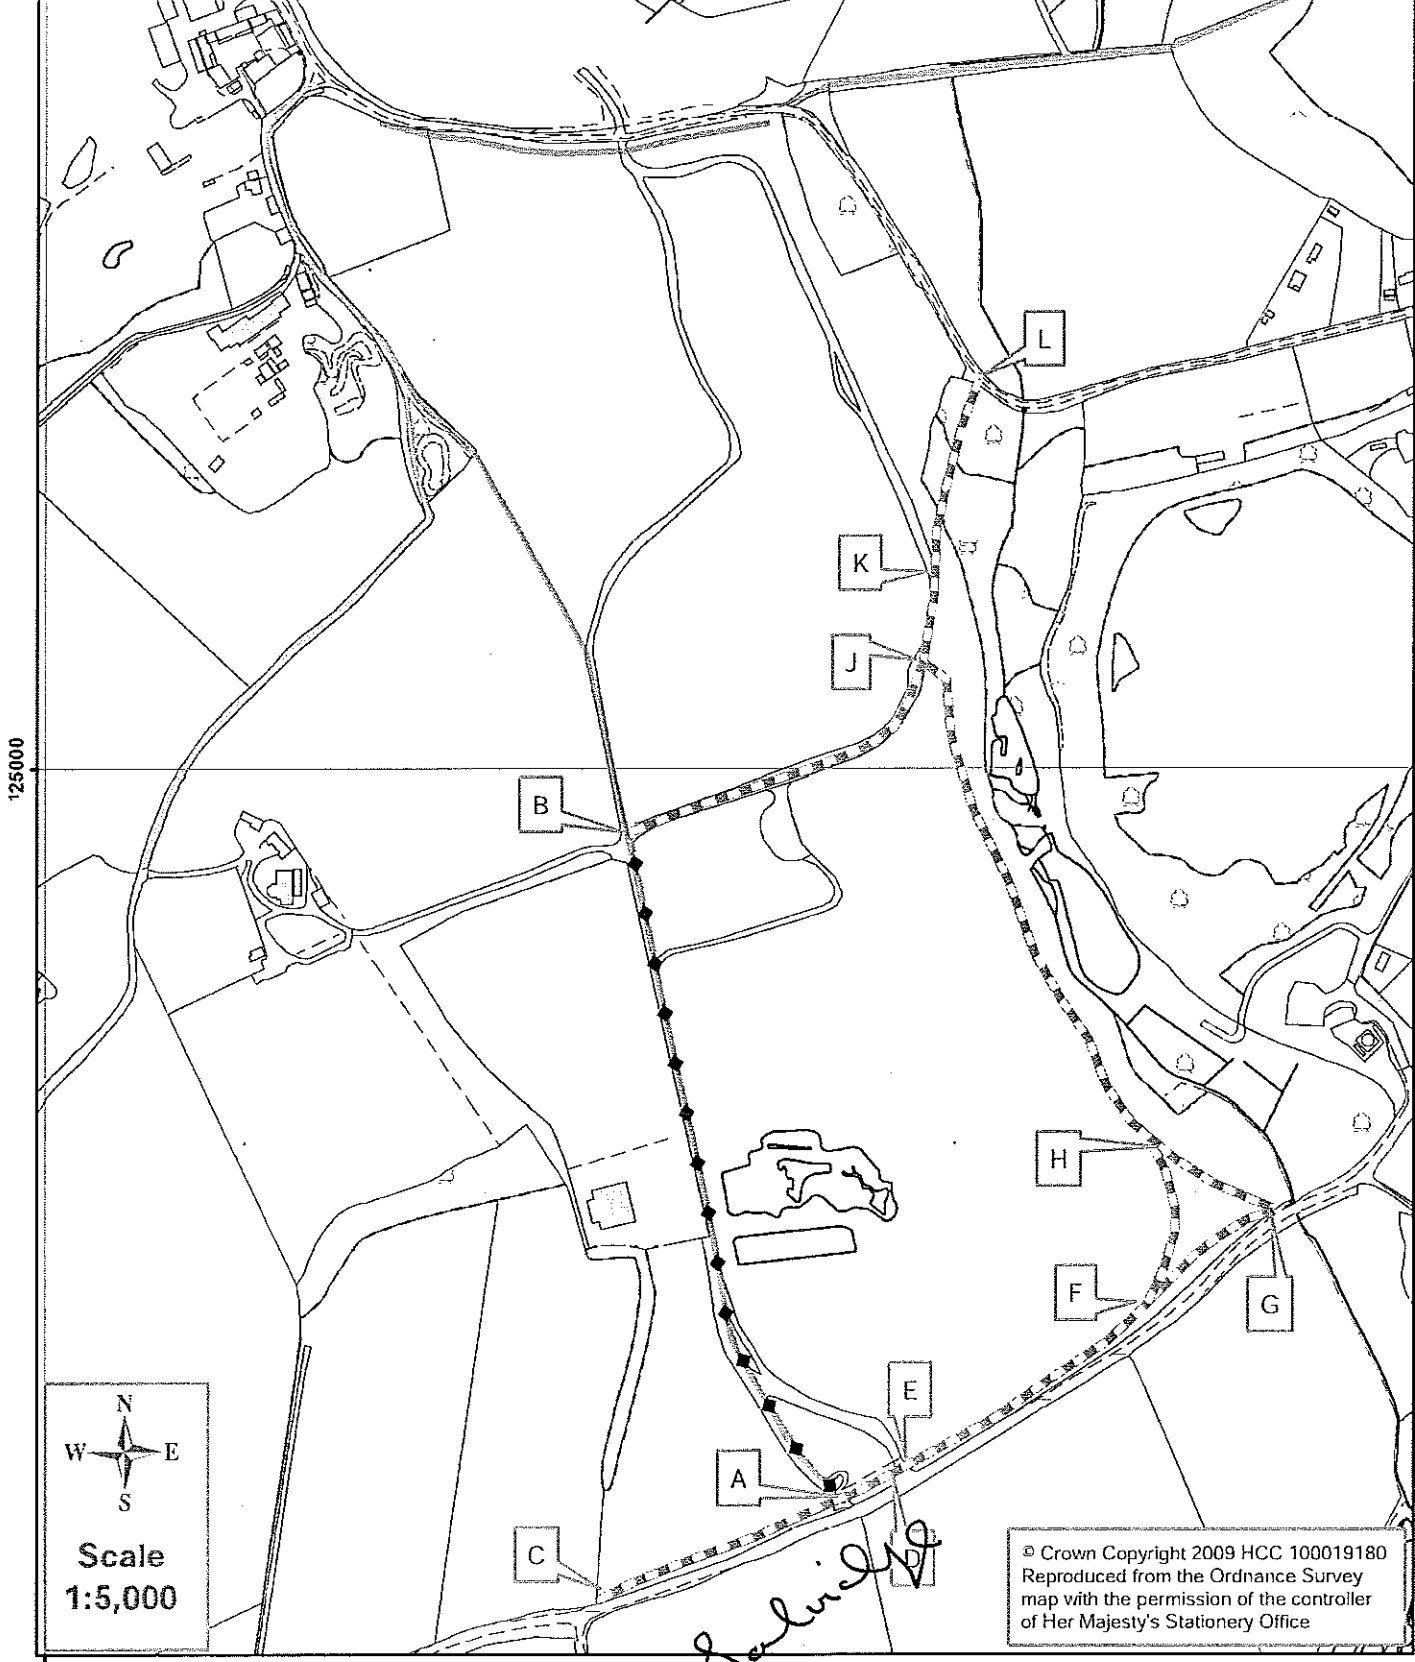 L
K
J
125000
B
H
F
G
E
A
C
D
N
W E
S
Scale
1:5,000
© Crown Copyright 2009 HCC 100019180
Reproduced from the Ordnance Survey
map with the permission of the controller
of Her Majesty's Stationery Office